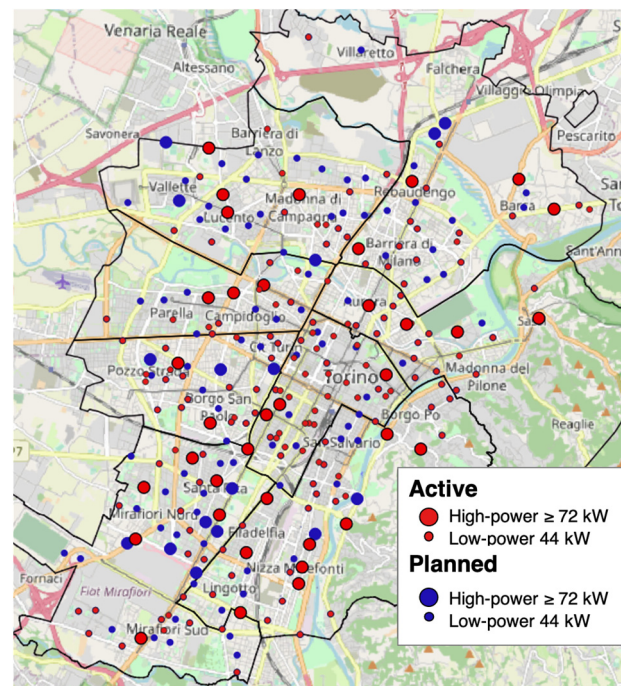 Venaria Reale
Villaretto
Altessano
Falchera
Villaggio Olimpia
Savonera
Barriera di
Lanzo
Pescarito
Vallette
Rebaudengo
Madonna di
Campagna
Lucento
Barra
Barriera di
Milano
Sant'Anna
Parella
Campidoglio
Aurora
Sassi
Pozzo Strada
Torino
Madonna del
Pilone
Borgo San
Paolo
Borgo Po
San Salvario
Reaglie
Santa Rita
Mirafiori Nord
Filadelfia
Nizza Millefonti
Fornaci
Fiat Mirafiori
Lingotto
Mirafiori Sud
Active
High-power ≥ 72 kW
Low-power 44 kW
Planned
High-power ≥ 72 kW
Low-power 44 kW